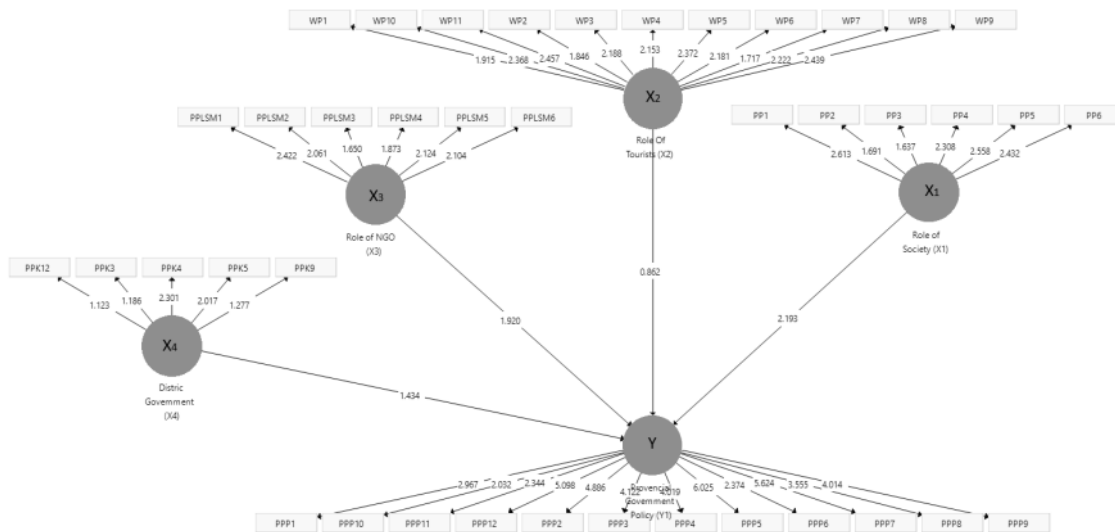 WP1 WP10 WP11 WP2 WP3 WP4 WP5 WP6 WP7 WP8 WP9
1.915 2.368 2.457 1.846 2.188 2.153 2.372 2.181 1.717 2.222 2.439
X2
Role Of
Tourists (X2)
PPLSM1 PPLSM2 PPLSM3 PPLSM4 PPLSM5 PPLSM6
2.422 2.061 1.650 1.873 2.124 2.104
X3
Role of NGO
(X3)
PP1 PP2 PP3 PP4 PP5 PP6
2.613 1.691 1.637 2.308 2.558 2.432
X1
Role of
Society (X1)
PPK12 PPK3 PPK4 PPK5 PPK9
1.123 1.186 2.301 2.017 1.277
X4
Distric
Government
(X4)
0.862
1.920
2.193
1.434
Y
Provencial
Government
Policy (Y1)
2.967 2.032 2.344 5.098 4.886 4.122 4.019 6.025 2.374 5.624 3.555 4.014
PPP1 PPP10 PPP11 PPP12 PPP2 PPP3 PPP4 PPP5 PPP6 PPP7 PPP8 PPP9